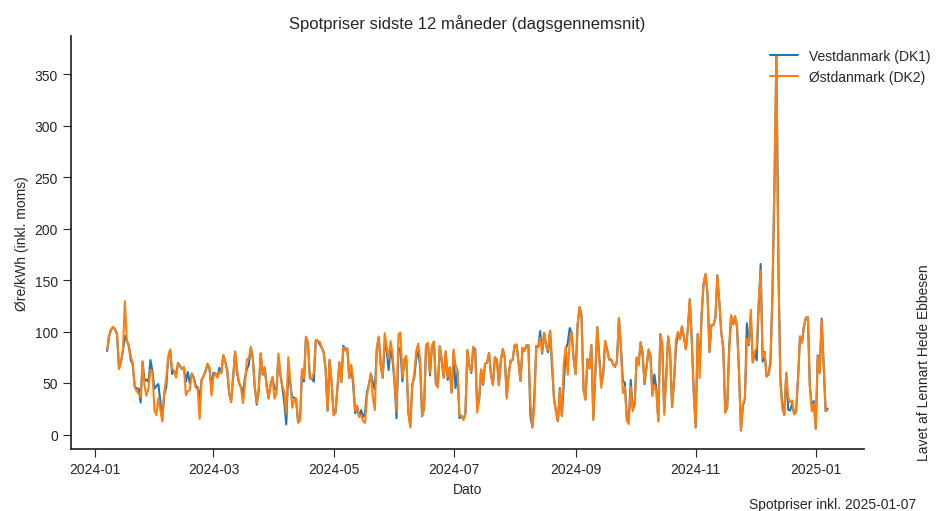 Spotpriser sidste 12 måneder (dagsgennemsnit)
Vestdanmark (DK1)
Østdanmark (DK2)
350
300
250
200
150
100
50
0
Øre/kWh (inkl. moms)
2024-01
2024-03
2024-05
2024-07
2024-09
2024-11
2025-01
Dato
Lavet af Lennart Hede Ebbesen
Spotpriser inkl. 2025-01-07